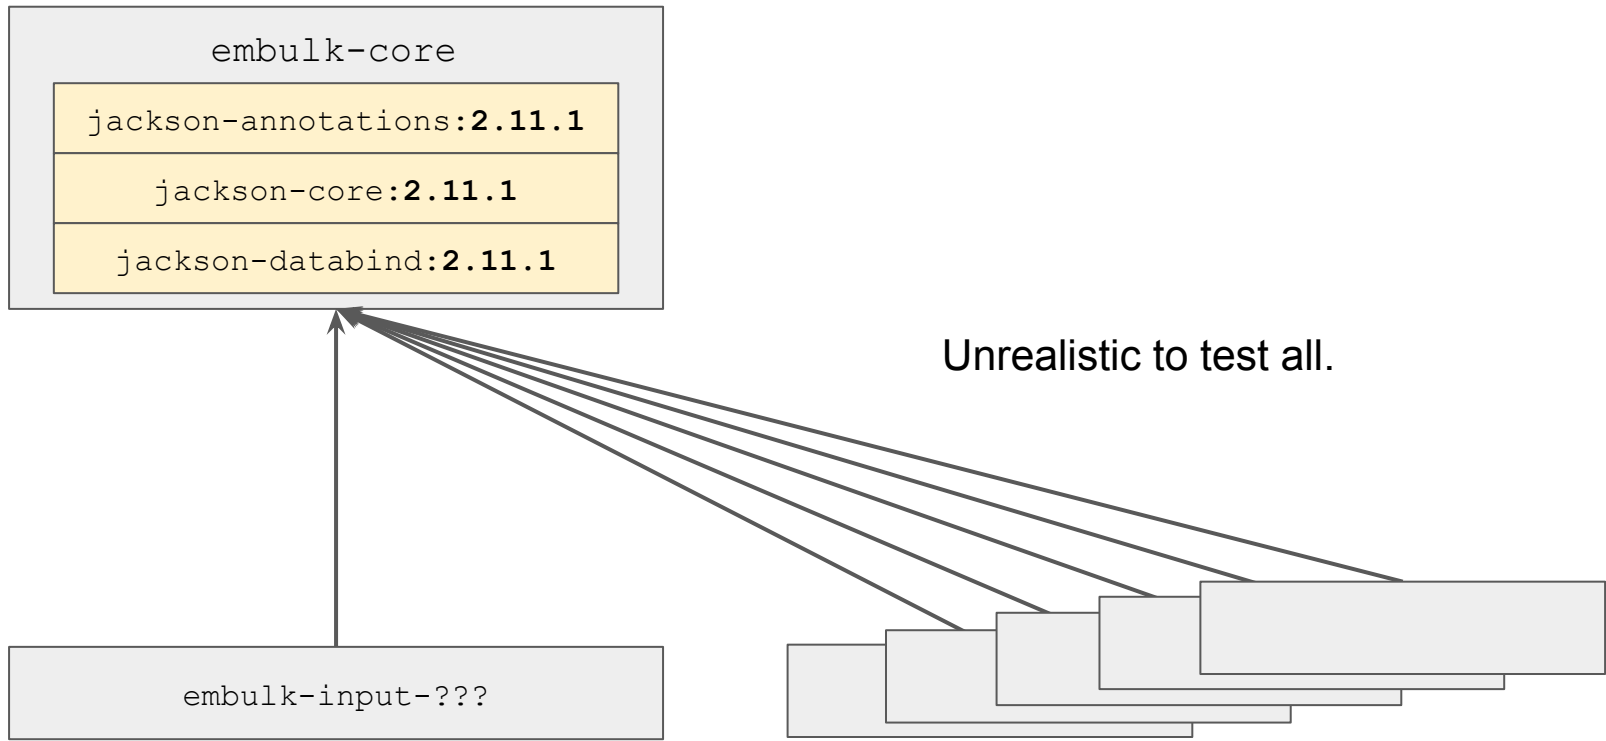 embulk-core
jackson-annotations:2.11.1
jackson-core:2.11.1
jackson-databind:2.11.1
Unrealistic to test all.
embulk-input-???